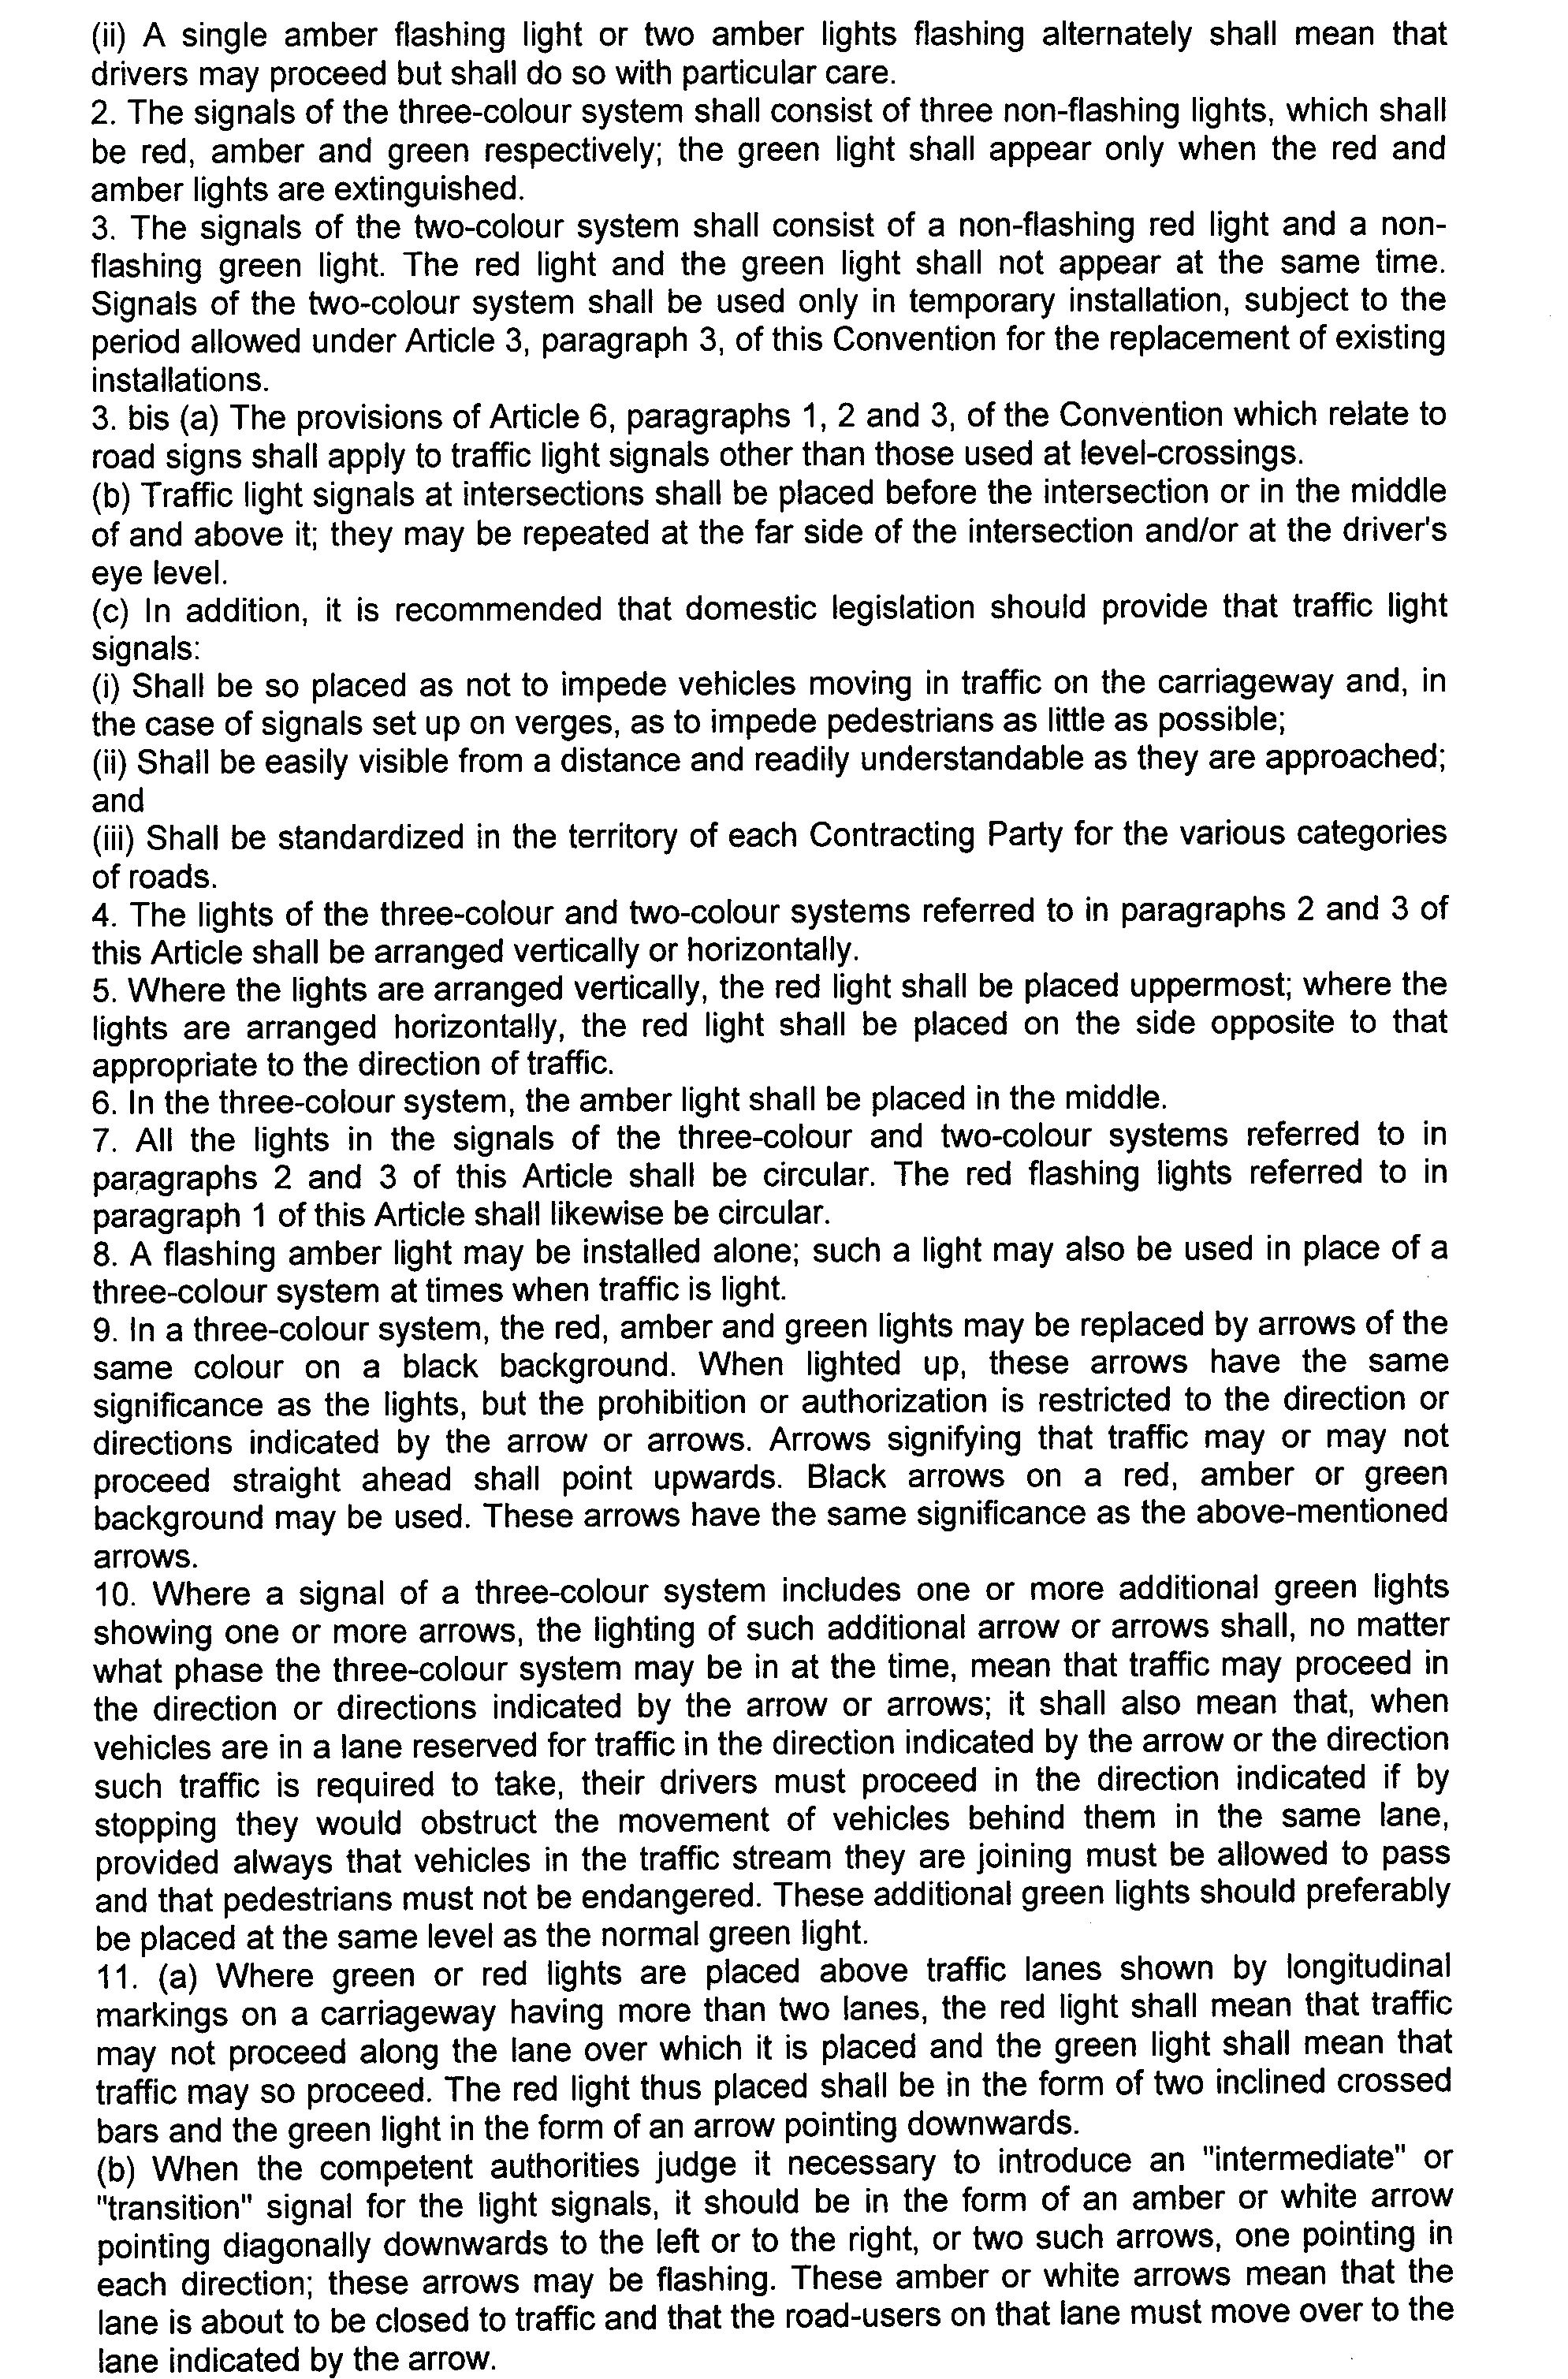 (ii) A single amber flashing light or two amber lights flashing alternately shall mean that
drivers may proceed but shall do so with particular care.
2. The signals of the three-colour system shall consist of three non-flashing lights, which shall
be red, amber and green respectively; the green light shall appear only when the red and
amber lights are extinguished.
3. The signals of the two-colour system shall consist of a non-flashing red light and a non-
flashing green light. The red light and the green light shall not appear at the same time.
Signals of the two-colour system shall be used only in temporary installation, subject to the
period allowed under Article 3, paragraph 3, of this Convention for the replacement of existing
installations.
3. bis (a) The provisions of Article 6, paragraphs 1, 2 and 3, of the Convention which relate to
road signs shall apply to traffic light signals other than those used at level-crossings.
(b) Traffic light signals at intersections shall be placed before the intersection or in the middle
of and above it; they may be repeated at the far side of the intersection and/or at the driver's
eye level.
(c) In addition, it is recommended that domestic legislation should provide that traffic light
signals:
(i) Shall be so placed as not to impede vehicles moving in traffic on the carriageway and, in
the case of signals set up on verges, as to impede pedestrians as little as possible;
(ii) Shall be easily visible from a distance and readily understandable as they are approached;
and
(iii) Shall be standardized in the territory of each Contracting Party for the various categories
of roads.
4. The lights of the three-colour and two-colour systems referred to in paragraphs 2 and 3 of
this Article shall be arranged vertically or horizontally.
5. Where the lights are arranged vertically, the red light shall be placed uppermost; where the
lights are arranged horizontally, the red light shall be placed on the side opposite to that
appropriate to the direction of traffic.
6. In the three-colour system, the amber light shall be placed in the middle.
7. All the lights in the signals of the three-colour and two-colour systems referred to in
paragraphs 2 and 3 of this Article shall be circular. The red flashing lights referred to in
paragraph 1 of this Article shall likewise be circular.
8. A flashing amber light may be installed alone; such a light may also be used in place of a
three-colour system at times when traffic is light.
9. In a three-colour system, the red, amber and green lights may be replaced by arrows of the
same colour on a black background. When lighted up, these arrows have the same
significance as the lights, but the prohibition or authorization is restricted to the direction or
directions indicated by the arrow or arrows. Arrows signifying that traffic may or may not
proceed straight ahead shall point upwards. Black arrows on a red, amber or green
background may be used. These arrows have the same significance as the above-mentioned
arrows.
10. Where a signal of a three-colour system includes one or more additional green lights
showing one or more arrows, the lighting of such additional arrow or arrows shall, no matter
what phase the three-colour system may be in at the time, mean that traffic may proceed in
the direction or directions indicated by the arrow or arrows; it shall also mean that, when
vehicles are in a lane reserved for traffic in the direction indicated by the arrow or the direction
such traffic is required to take, their drivers must proceed in the direction indicated if by
stopping they would obstruct the movement of vehicles behind them in the same lane,
provided always that vehicles in the traffic stream they are joining must be allowed to pass
and that pedestrians must not be endangered. These additional green lights should preferably
be placed at the same level as the normal green light.
11. (a) Where green or red lights are placed above traffic lanes shown by longitudinal
markings on a carriageway having more than two lanes, the red light shall mean that traffic
may not proceed along the lane over which it is placed and the green light shall mean that
traffic may so proceed. The red light thus placed shall be in the form of two inclined crossed
bars and the green light in the form of an arrow pointing downwards.
(b) When the competent authorities judge it necessary to introduce an "intermediate" or
"transition" signal for the light signals, it should be in the form of an amber or white arrow
pointing diagonally downwards to the left or to the right, or two such arrows, one pointing in
each direction; these arrows may be flashing. These amber or white arrows mean that the
lane is about to be closed to traffic and that the road-users on that lane must move over to the
lane indicated by the arrow.